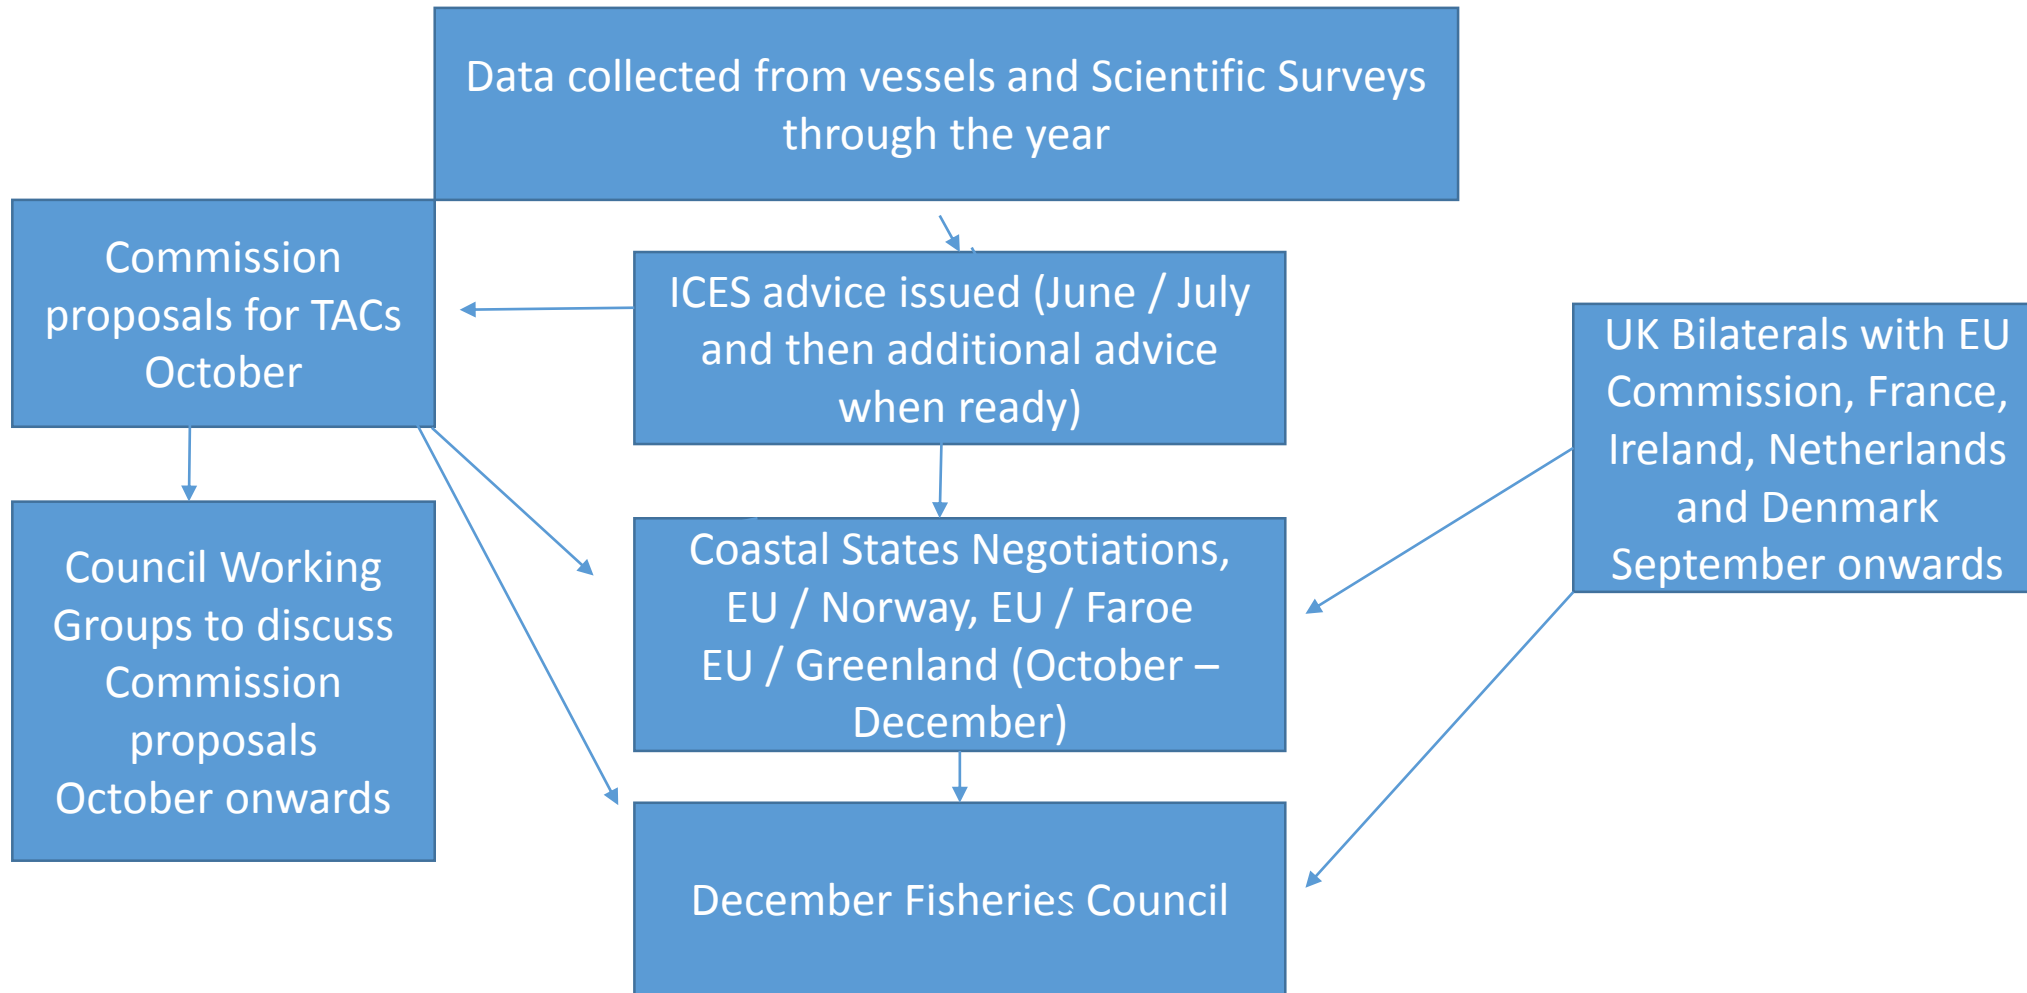 Data collected from vessels and Scientific Surveys
through the year
Commission
proposals for TACs
October
ICES advice issued (June / July
and then additional advice
when ready)
UK Bilaterals with EU
Commission, France,
Ireland, Netherlands
and Denmark
September onwards
Council Working
Groups to discuss
Commission
proposals
October onwards
Coastal States Negotiations,
EU / Norway, EU / Faroe
EU / Greenland (October –
December)
December Fisheries Council